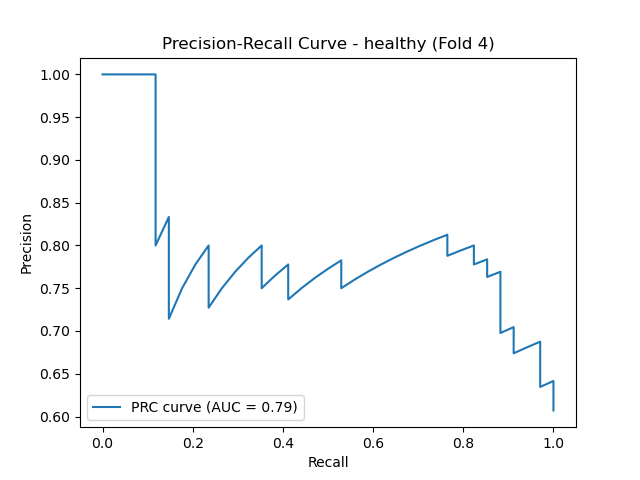 Precision-Recall Curve - healthy (Fold 4)
1.00
0.95
0.90
0.85
0.80
0.75
0.70
0.65
0.60
Precision
PRC curve (AUC = 0.79)
0.0 0.2 0.4 0.6 0.8 1.0
Recall